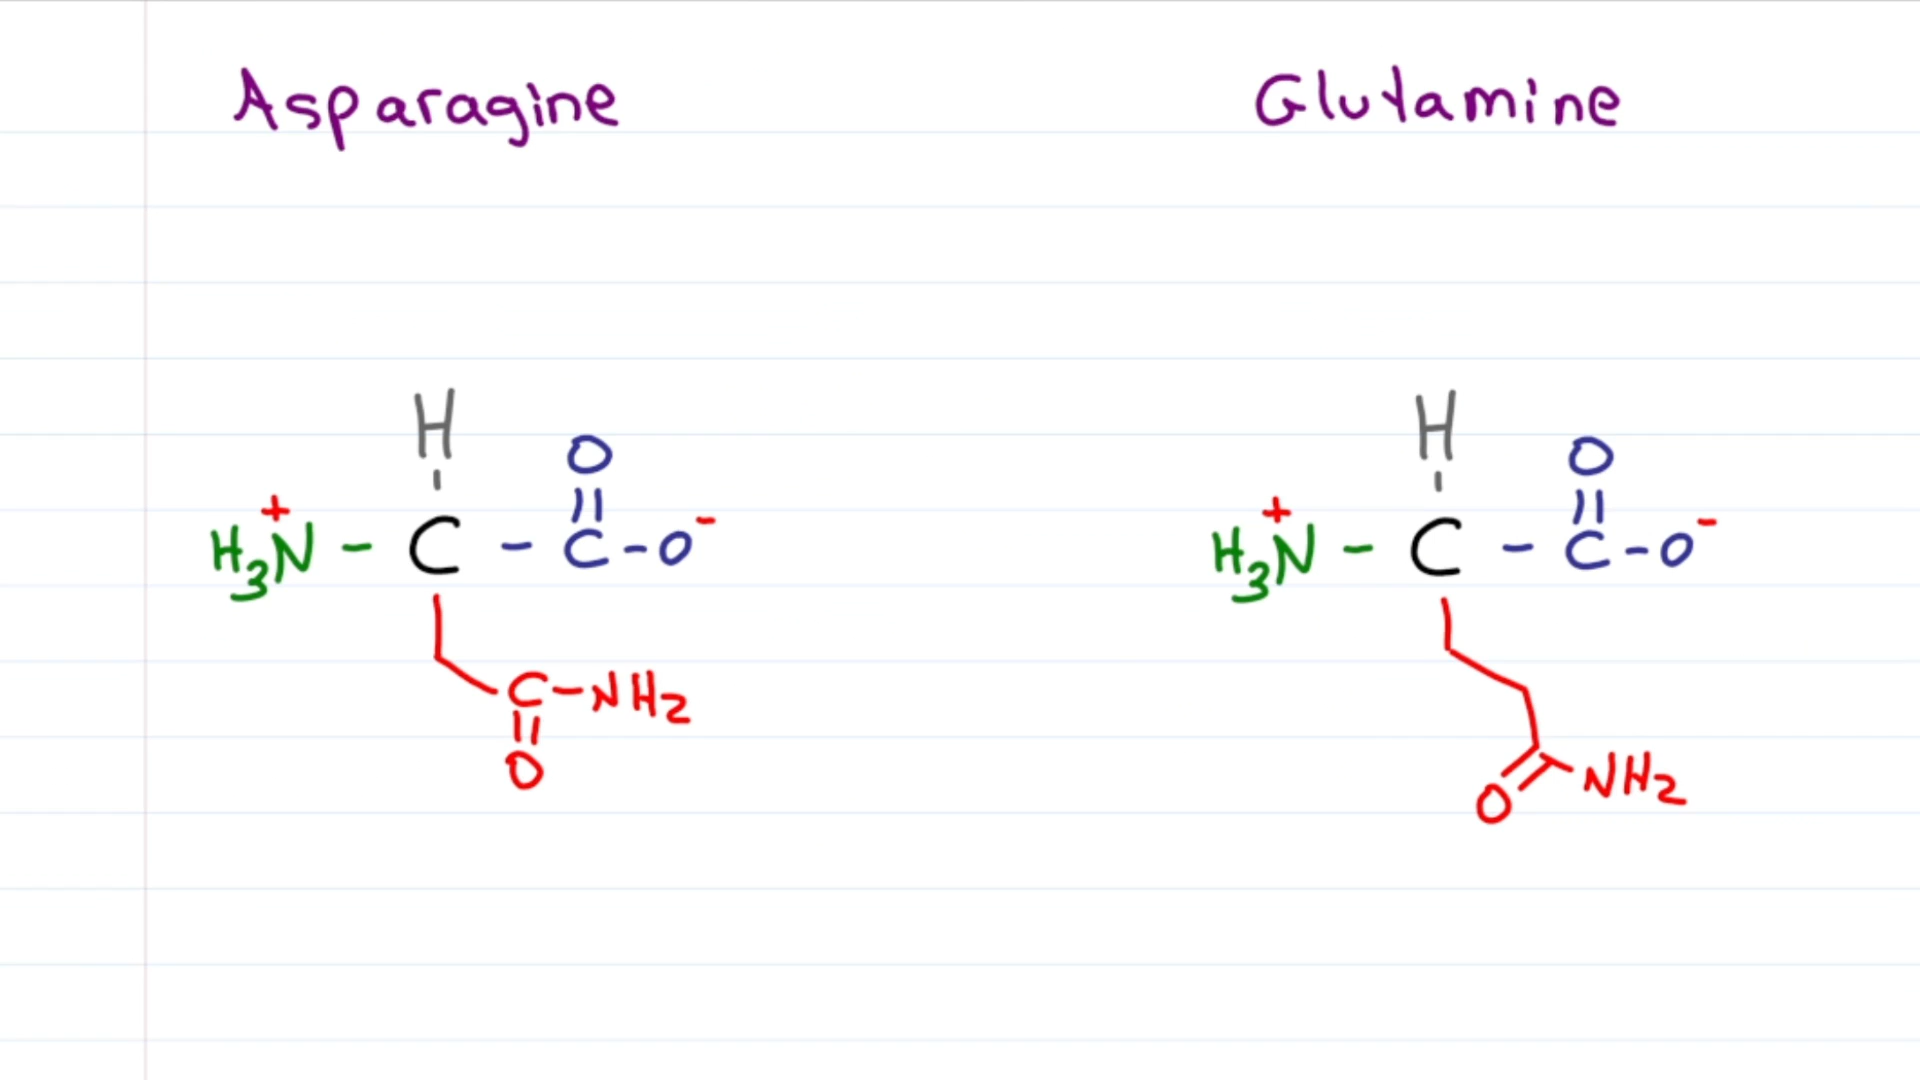 Asparagine Glutamine
H H
O O
H₃N⁺ - C - C - O⁻ H₃N⁺ - C - C - O⁻
C - NH₂
O
NH₂
O